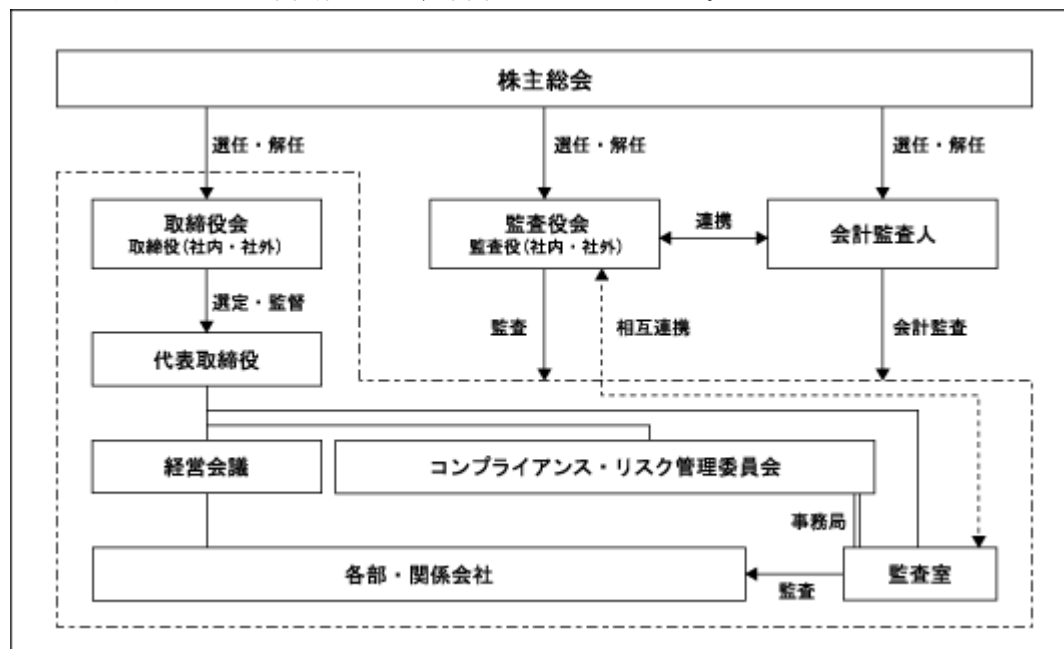 株主総会
選任・解任
選任・解任
選任・解任
取締役会
取締役(社内・社外)
監査役会
監査役(社内・社外)
連携
会計監査人
選定・監督
監査
相互連携
会計監査
代表取締役
経営会議
コンプライアンス・リスク管理委員会
事務局
各部・関係会社
監査
監査室